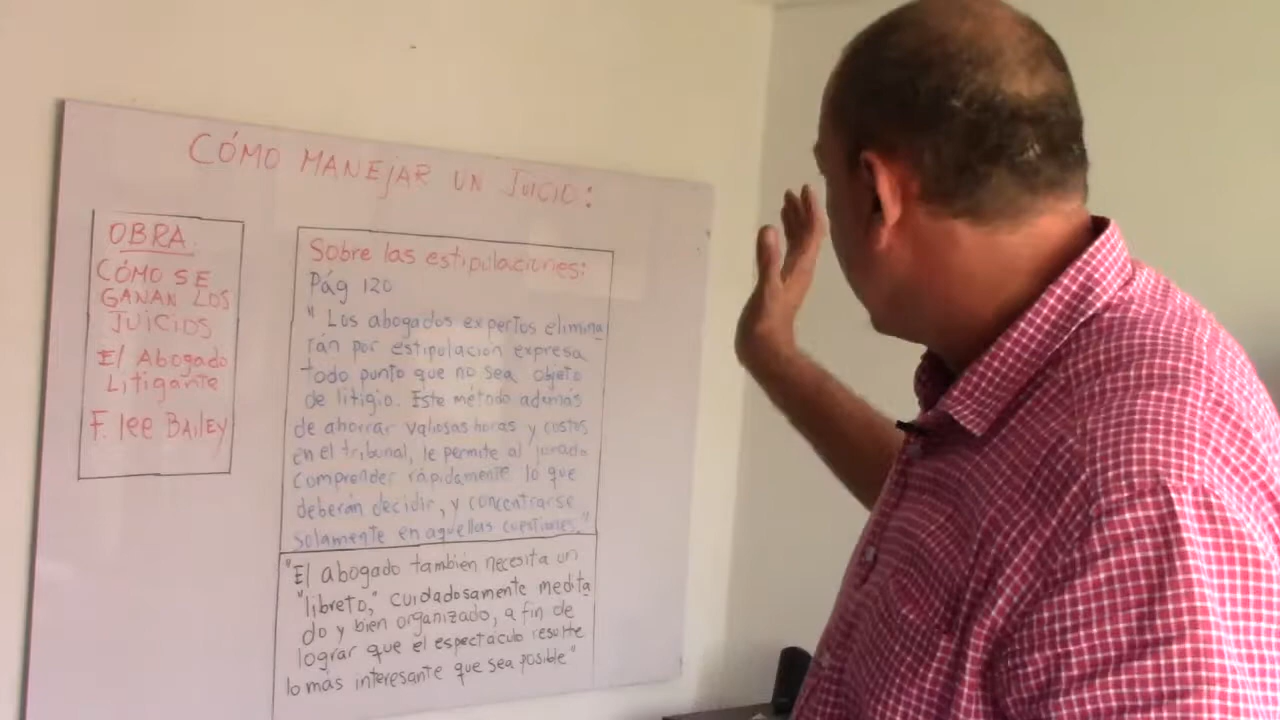 CÓMO MANEJAR UN JUICIO:
OBRA.
CÓMO SE
GANAN LOS
JUICIOS
El Abogado
Litigante
F. lee BAILEY
Sobre las estipulaciones:
Pág 120
" Los abogados expertos elimina
rán por estipulación expresa
todo punto que no sea objeto
de litigio. Este método además
de ahorrar valiosas horas y costos
en el tribunal, le permite al jurado
comprender rápidamente lo que
deberán decidir, y concentrarse
solamente en aquellas cuestiones."
"El abogado también necesita un
"libreto," cuidadosamente medita
do y bien organizado, a fin de
lograr que el espectáculo resulte
lo más interesante que sea posible"